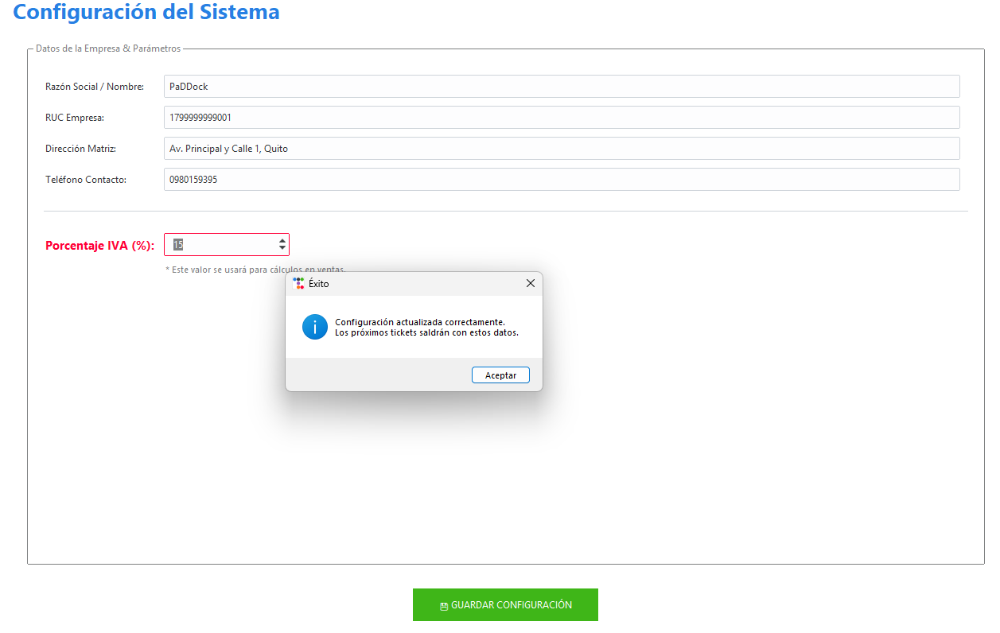 Configuración del Sistema
Datos de la Empresa & Parámetros
Razón Social / Nombre: PaDDock
RUC Empresa: 1799999999001
Dirección Matriz: Av. Principal y Calle 1, Quito
Teléfono Contacto: 0980159395
Porcentaje IVA (%): 15
* Este valor se usará para cálculos en ventas.
Éxito
Configuración actualizada correctamente.
Los próximos tickets saldrán con estos datos.
Aceptar
GUARDAR CONFIGURACIÓN